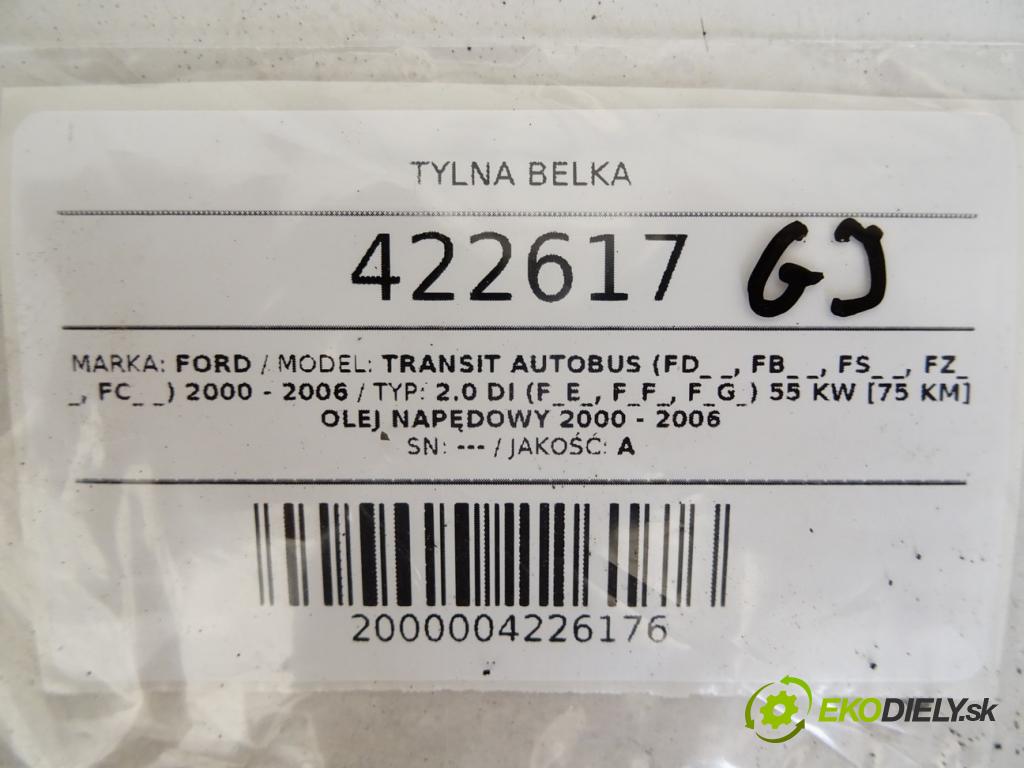 TYLNA BELKA
422617 GJ
MARKA: FORD / MODEL: TRANSIT AUTOBUS (FD_ _, FB_ _, FS_ _, FZ_
_, FC_ _) 2000 - 2006 / TYP: 2.0 DI (F_E_, F_F_, F_G_) 55 KW [75 KM]
OLEJ NAPĘDOWY 2000 - 2006
SN: --- / JAKOŚĆ: A
2000004226176
EKODIELY.sk